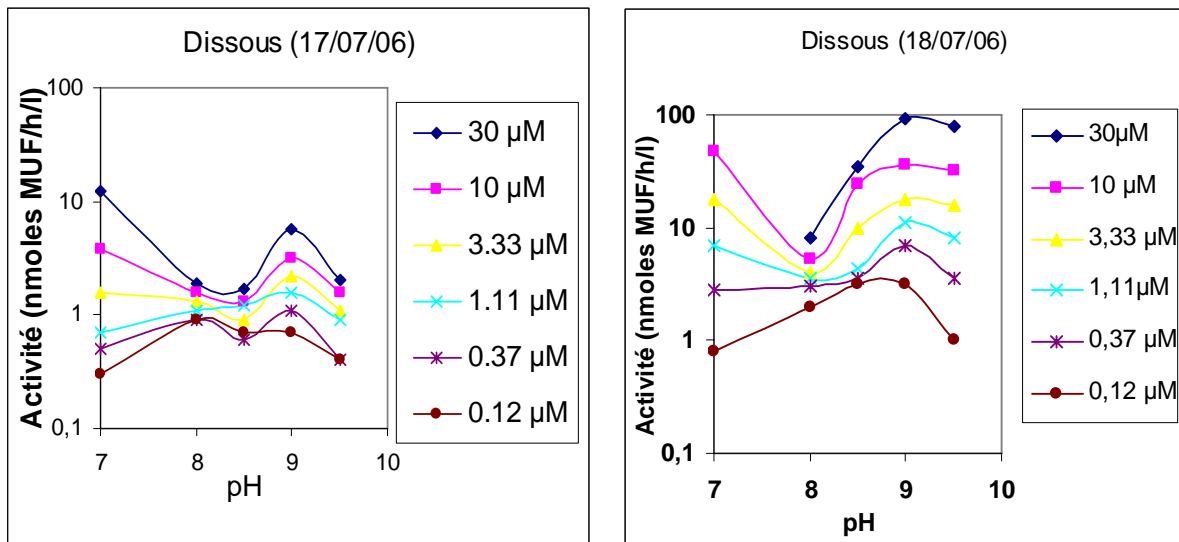 Dissous (17/07/06)
Activité (nmoles MUF/h/l)
100
10
1
0,1
7 8 9 10
pH
30 µM
10 µM
3.33 µM
1.11 µM
0.37 µM
0.12 µM
Dissous (18/07/06)
Activité (nmoles MUF/h/l)
100
10
1
0,1
7 8 9 10
pH
30µM
10 µM
3,33 µM
1,11µM
0,37 µM
0,12 µM